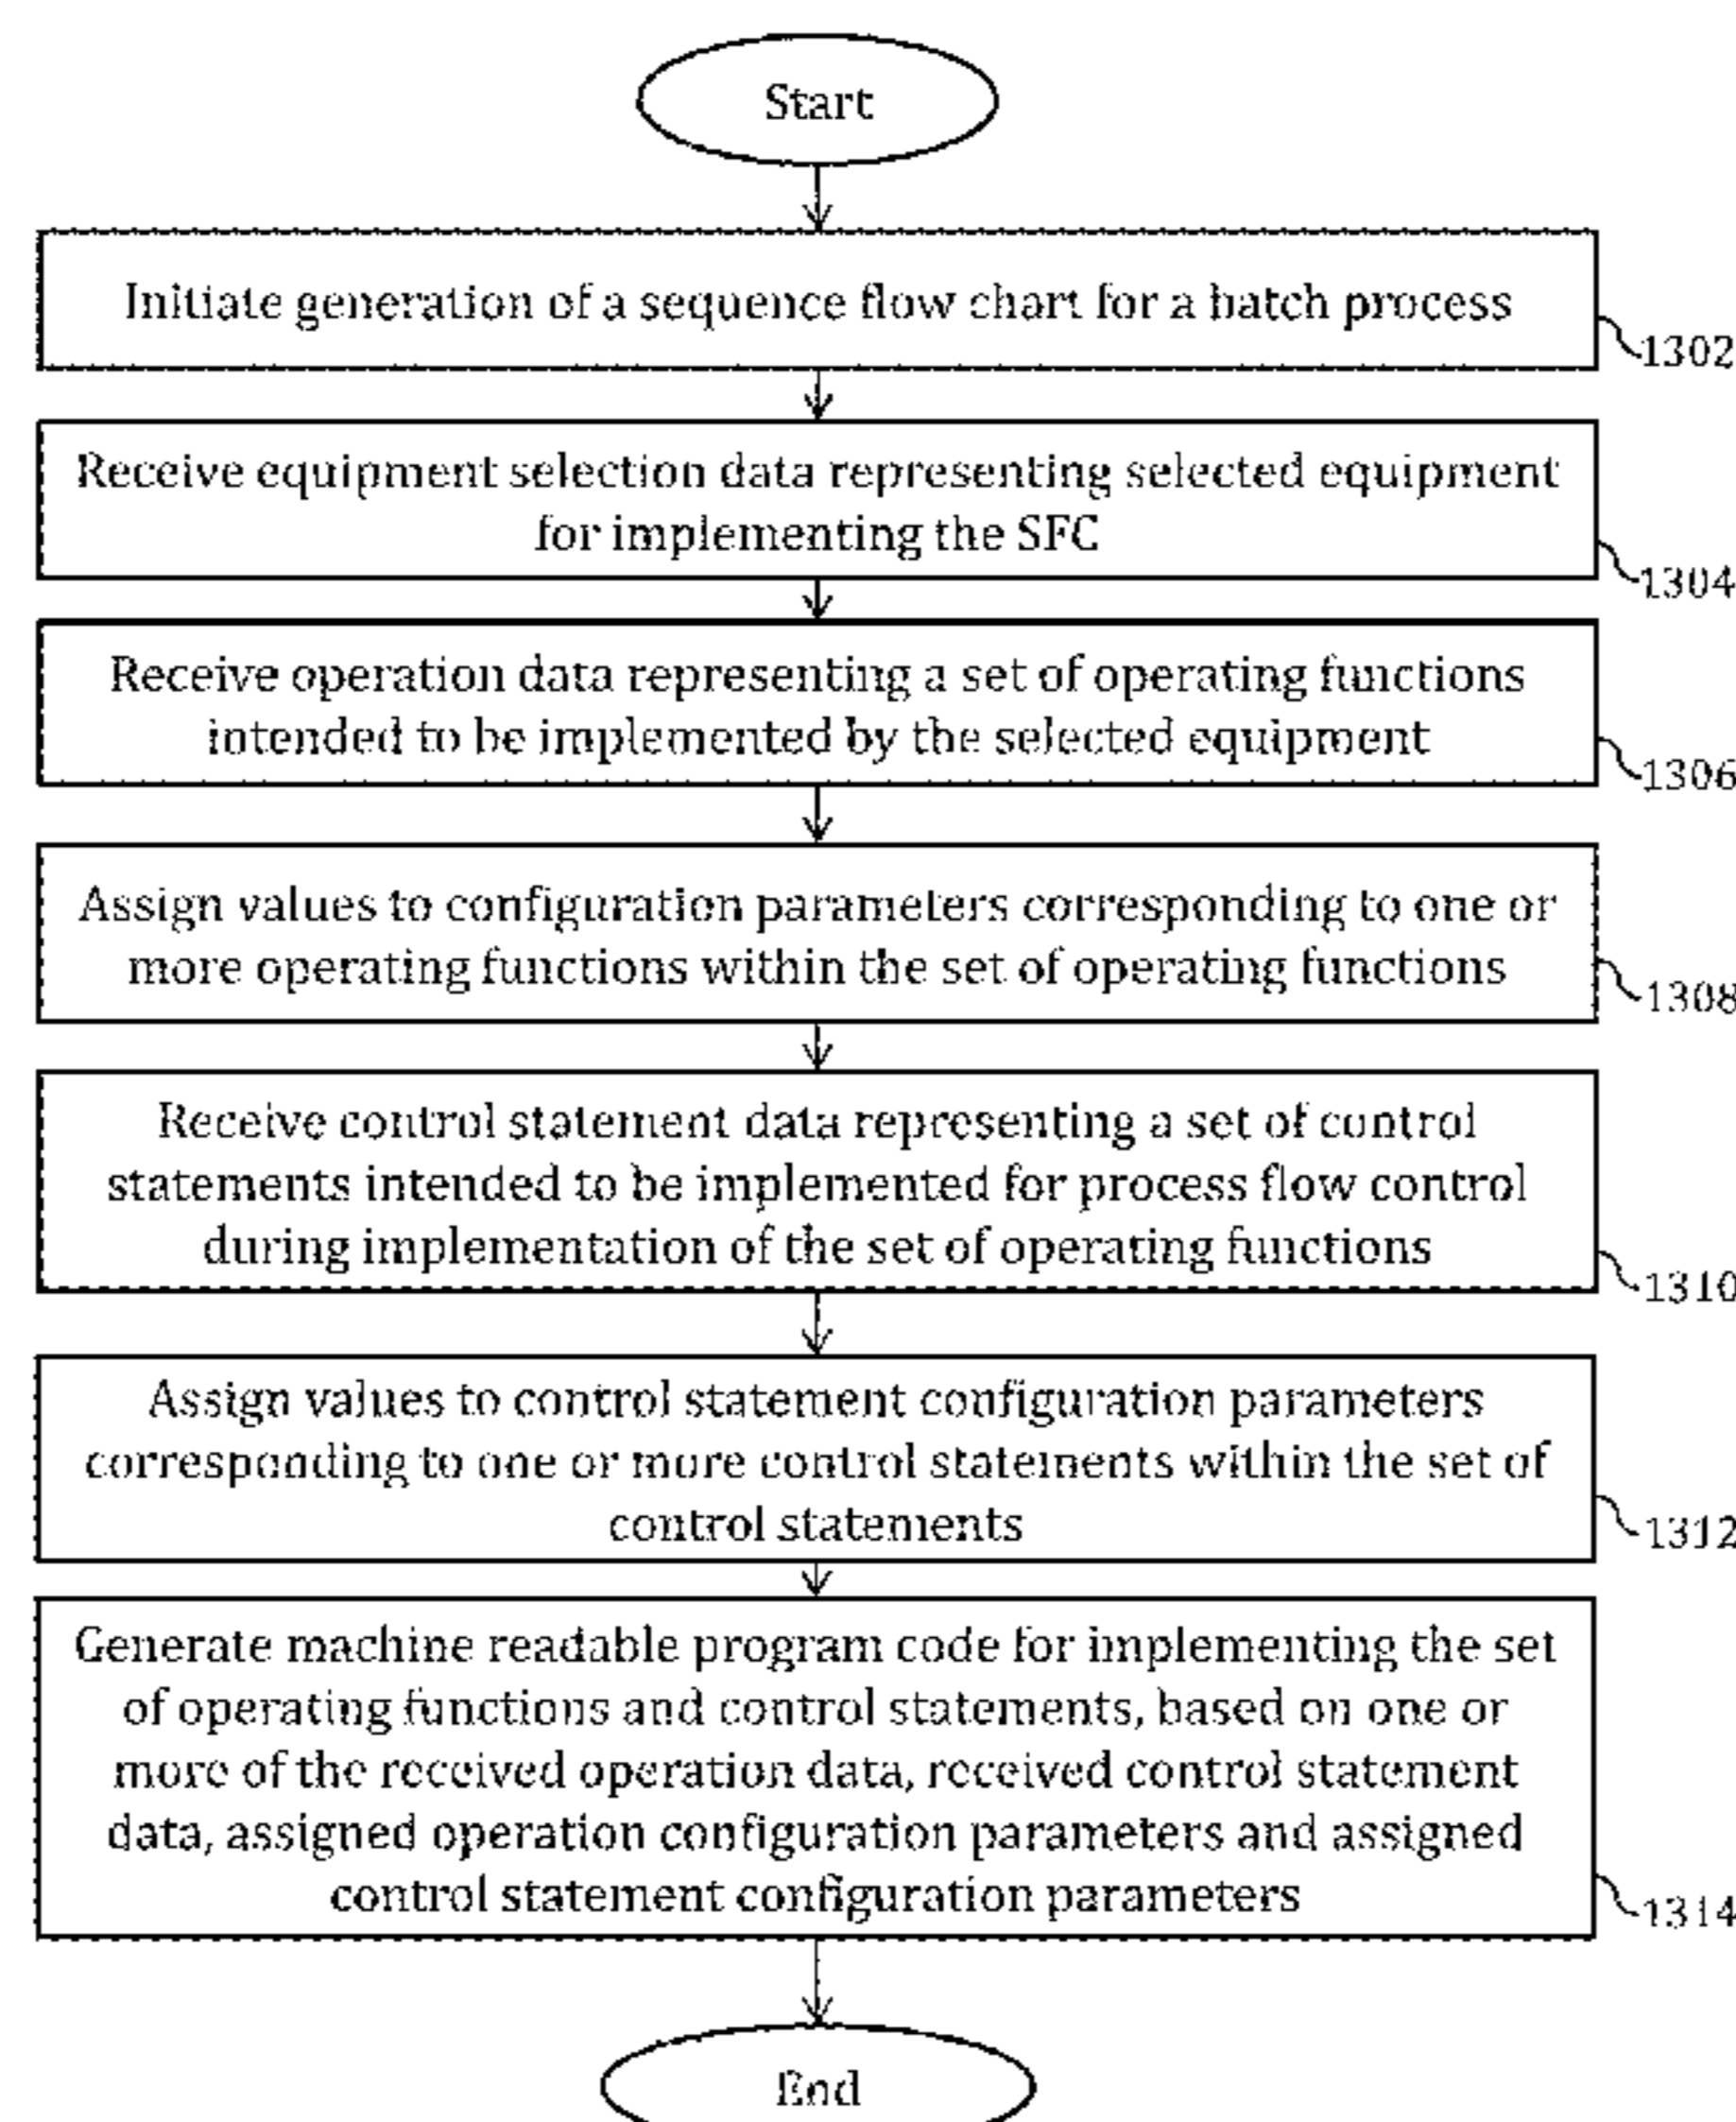 Start
Initiate generation of a sequence flow chart for a batch process
1302
Receive equipment selection data representing selected equipment
for implementing the SFC
1304
Receive operation data representing a set of operating functions
intended to be implemented by the selected equipment
1306
Assign values to configuration parameters corresponding to one or
more operating functions within the set of operating functions
1308
Receive control statement data representing a set of control
statements intended to be implemented for process flow control
during implementation of the set of operating functions
1310
Assign values to control statement configuration parameters
corresponding to one or more control statements within the set of
control statements
1312
Generate machine readable program code for implementing the set
of operating functions and control statements, based on one or
more of the received operation data, received control statement
data, assigned operation configuration parameters and assigned
control statement configuration parameters
1314
End